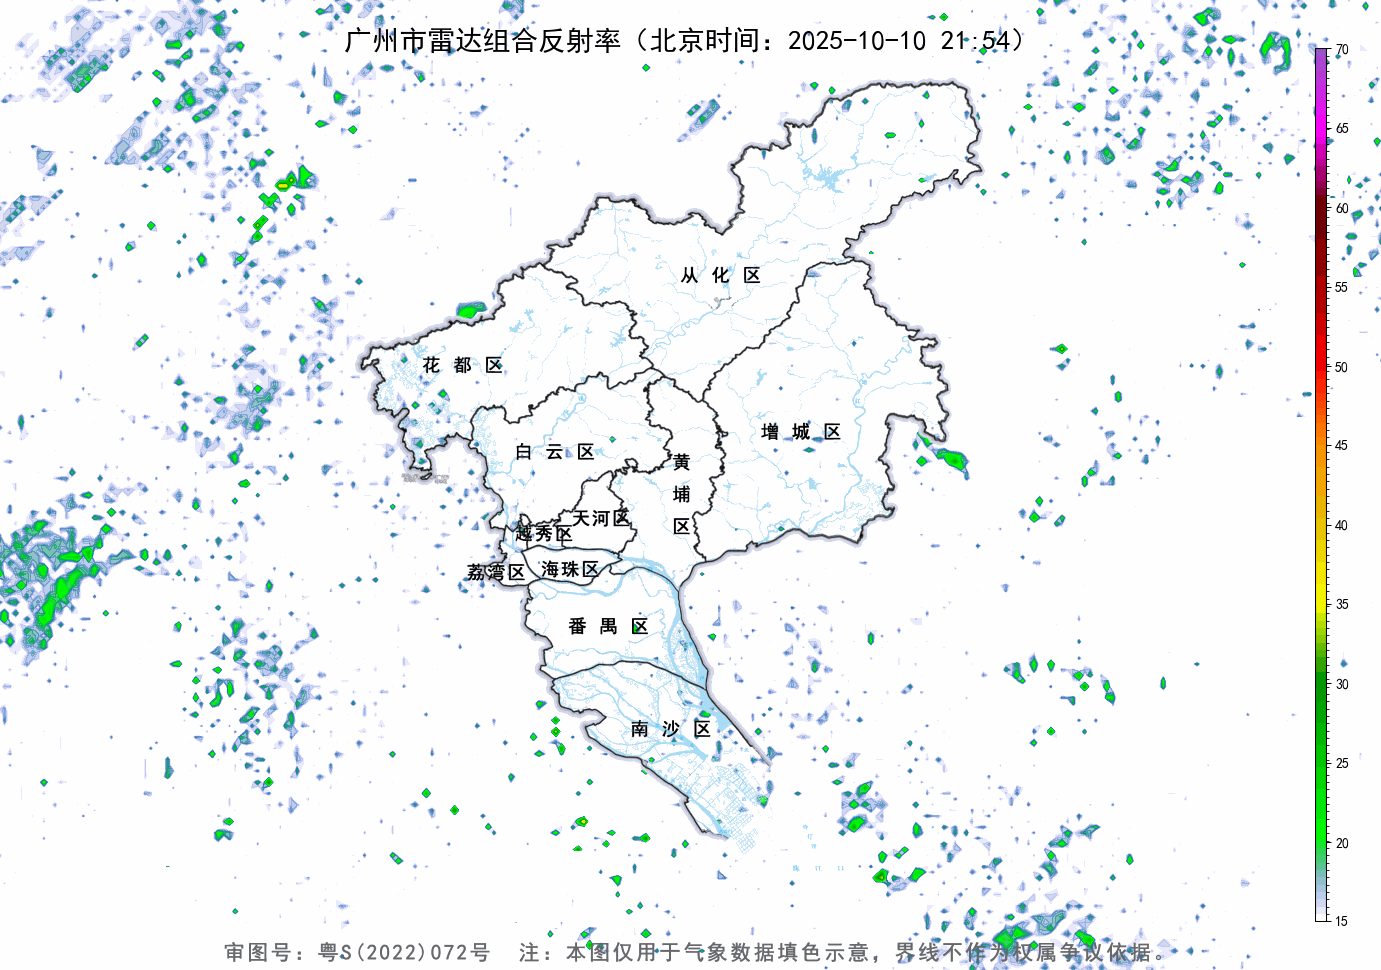 广州市雷达组合反射率（北京时间：2025-10-10 21:54）
70
65
60
55
50
45
40
35
30
25
20
15
从化区
花都区
增城区
白云区
黄埔区
天河区
越秀区
海珠区
荔湾区
番禺区
南沙区
审图号：粤S(2022)072号 注：本图仅用于气象数据填色示意，界线不作为权属争议依据。